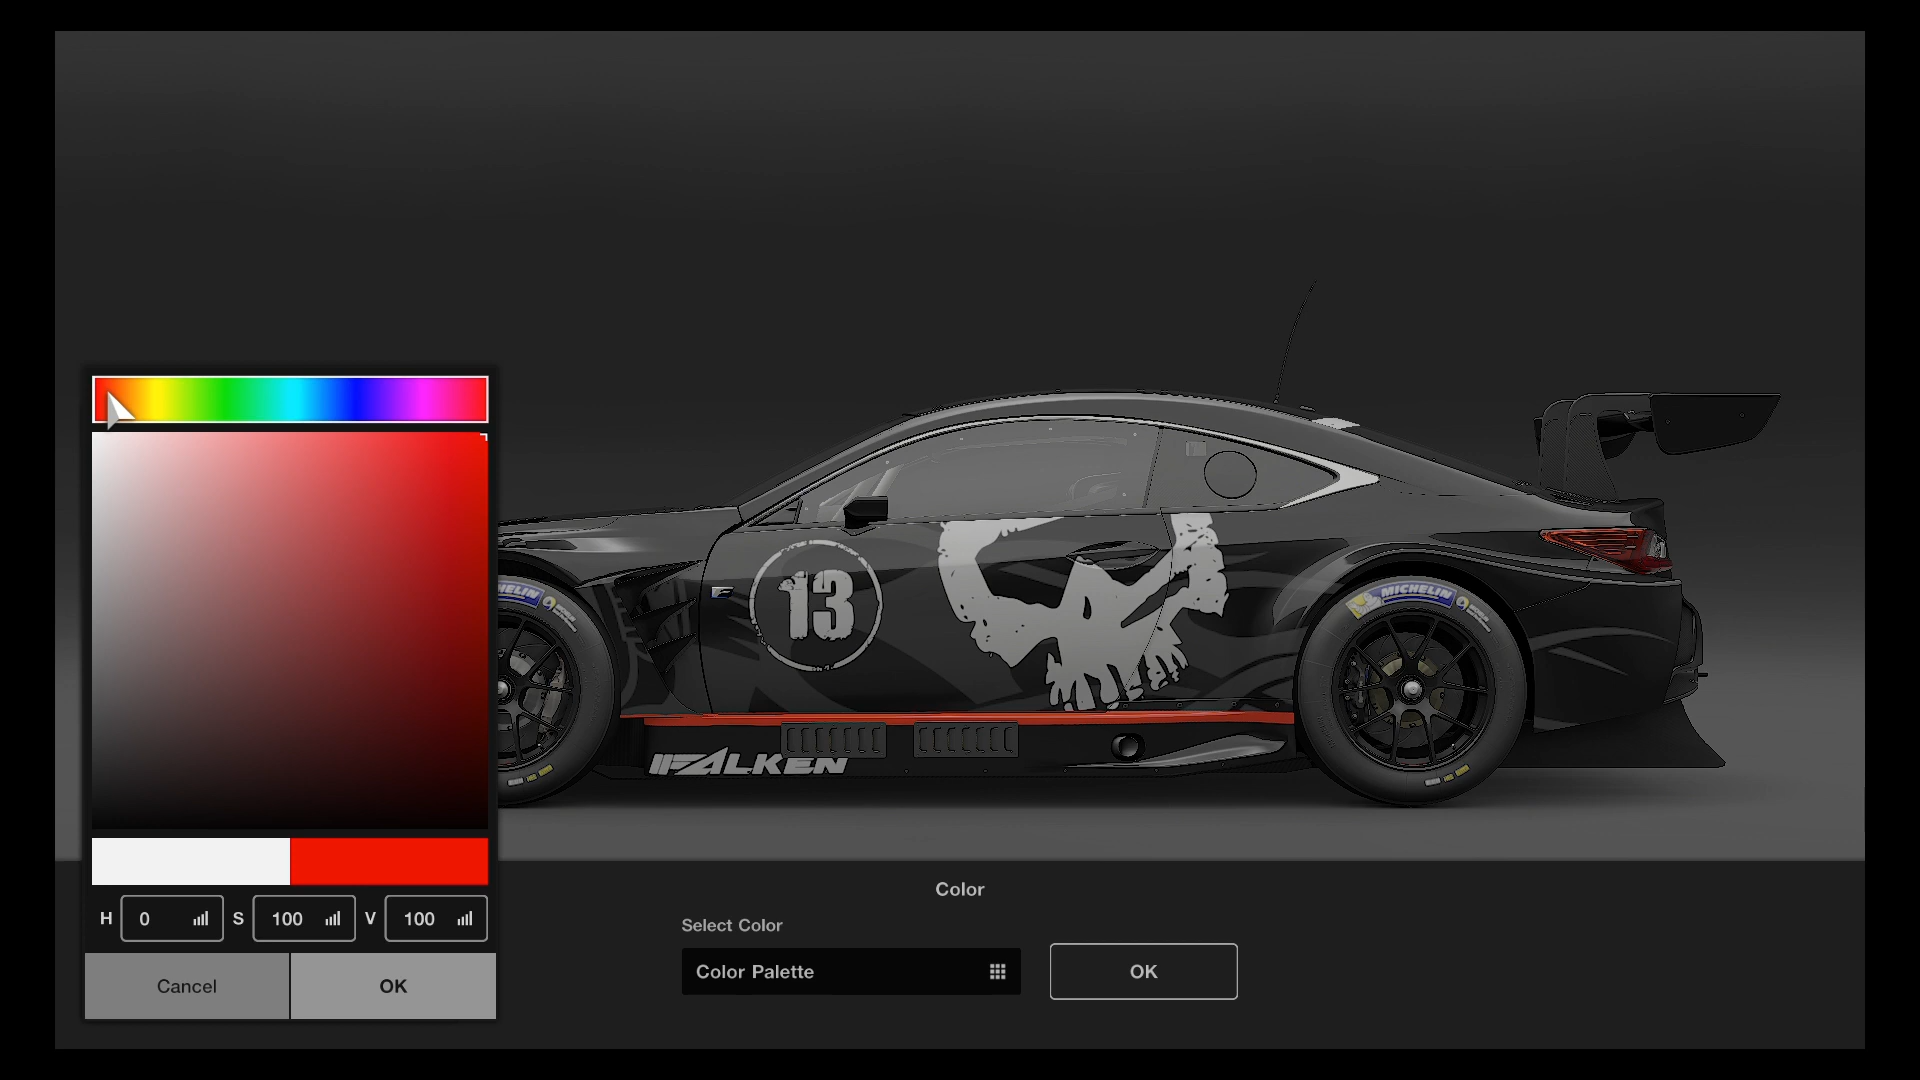 13
MICHELIN
FALKEN
H 0 S 100 V 100
Cancel OK
Color
Select Color
Color Palette
OK